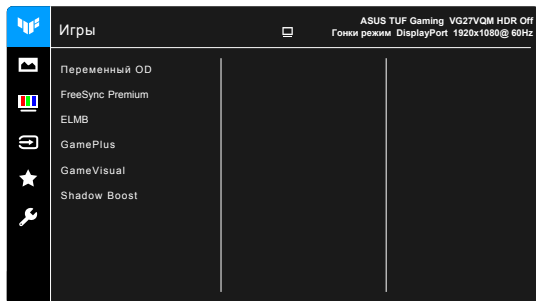 Игры
ASUS TUF Gaming VG27VQM HDR Off
Гонки режим DisplayPort 1920x1080@ 60Hz
Переменный OD
FreeSync Premium
ELMB
GamePlus
GameVisual
Shadow Boost